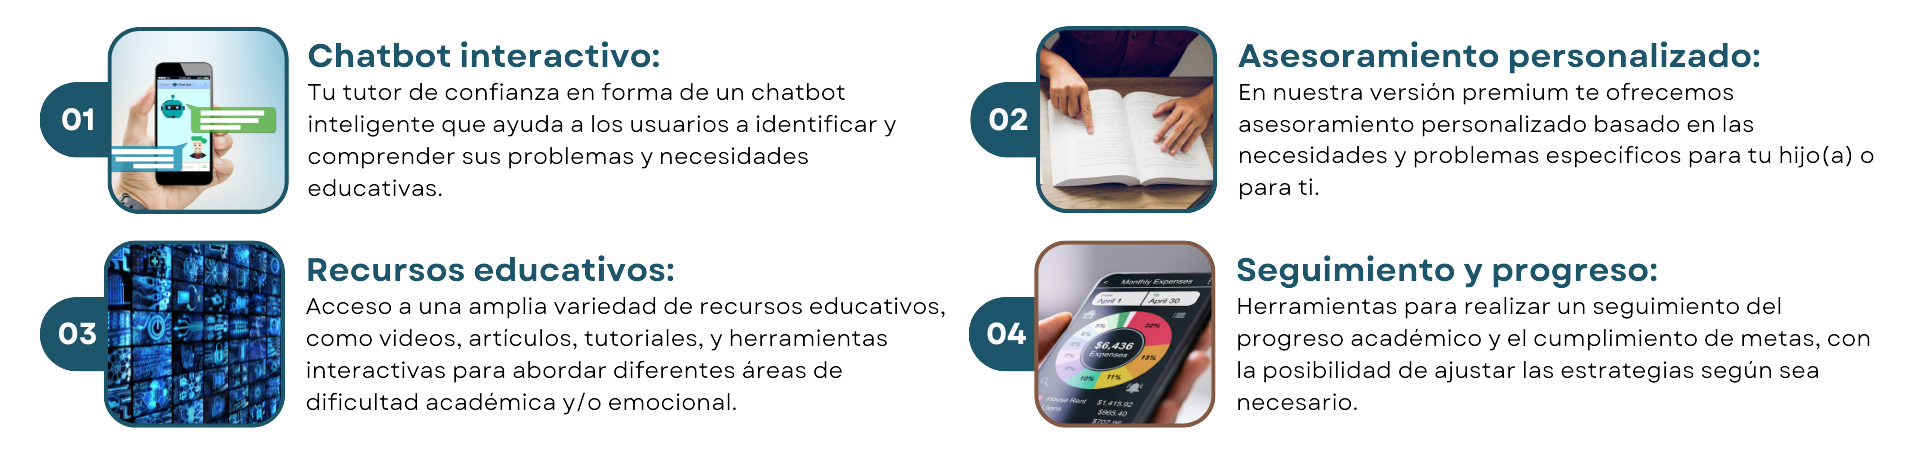 01
Chatbot interactivo:
Tu tutor de confianza en forma de un chatbot
inteligente que ayuda a los usuarios a identificar y
comprender sus problemas y necesidades
educativas.
02
Asesoramiento personalizado:
En nuestra versión premium te ofrecemos
asesoramiento personalizado basado en las
necesidades y problemas específicos para tu hijo(a) o
para ti.
03
Recursos educativos:
Acceso a una amplia variedad de recursos educativos,
como videos, artículos, tutoriales, y herramientas
interactivas para abordar diferentes áreas de
dificultad académica y/o emocional.
04
Monthly Expenses
April 1
April 30
22%
15%
11%
10%
$6,436
Expenses
House Rent
$1,415.92
$965.40
Seguimiento y progreso:
Herramientas para realizar un seguimiento del
progreso académico y el cumplimiento de metas, con
la posibilidad de ajustar las estrategias según sea
necesario.